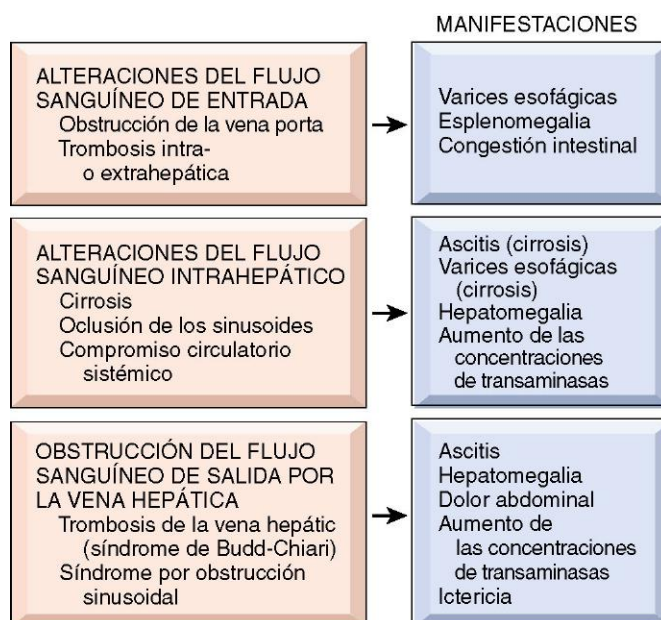 MANIFESTACIONES
ALTERACIONES DEL FLUJO
SANGUÍNEO DE ENTRADA
Obstrucción de la vena porta
Trombosis intra-
o extrahepática
Varices esofágicas
Esplenomegalia
Congestión intestinal
ALTERACIONES DEL FLUJO
SANGUÍNEO INTRAHEPÁTICO
Cirrosis
Oclusión de los sinusoides
Compromiso circulatorio
sistémico
Ascitis (cirrosis)
Varices esofágicas
(cirrosis)
Hepatomegalia
Aumento de las
concentraciones
de transaminasas
OBSTRUCCIÓN DEL FLUJO
SANGUÍNEO DE SALIDA POR
LA VENA HEPÁTICA
Trombosis de la vena hepátic
(síndrome de Budd-Chiari)
Síndrome por obstrucción
sinusoidal
Ascitis
Hepatomegalia
Dolor abdominal
Aumento de
las concentraciones
de transaminasas
Ictericia